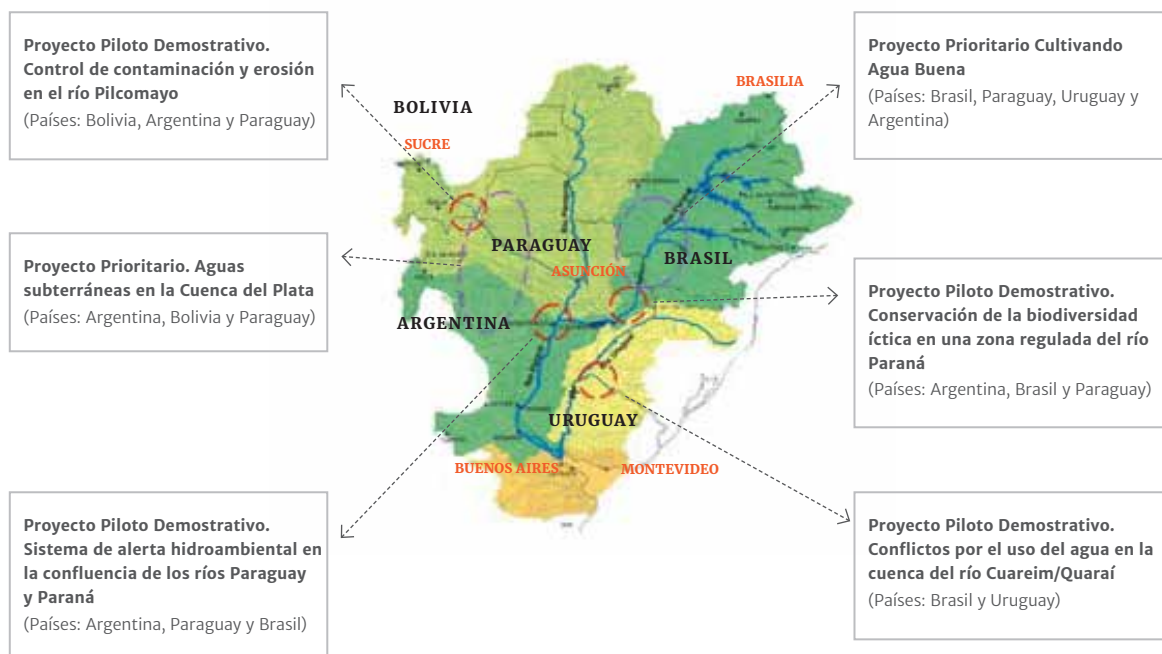 Proyecto Piloto Demostrativo.
Control de contaminación y erosión
en el río Pilcomayo
(Países: Bolivia, Argentina y Paraguay)
Proyecto Prioritario. Aguas
subterráneas en la Cuenca del Plata
(Países: Argentina, Bolivia y Paraguay)
Proyecto Piloto Demostrativo.
Sistema de alerta hidroambiental en
la confluencia de los ríos Paraguay
y Paraná
(Países: Argentina, Paraguay y Brasil)
BRASILIA
BOLIVIA
SUCRE
PARAGUAY
BRASIL
ASUNCIÓN
ARGENTINA
URUGUAY
BUENOS AIRES
MONTEVIDEO
Proyecto Prioritario Cultivando
Agua Buena
(Países: Brasil, Paraguay, Uruguay y
Argentina)
Proyecto Piloto Demostrativo.
Conservación de la biodiversidad
íctica en una zona regulada del río
Paraná
(Países: Argentina, Brasil y Paraguay)
Proyecto Piloto Demostrativo.
Conflictos por el uso del agua en la
cuenca del río Cuareim/Quaraí
(Países: Brasil y Uruguay)